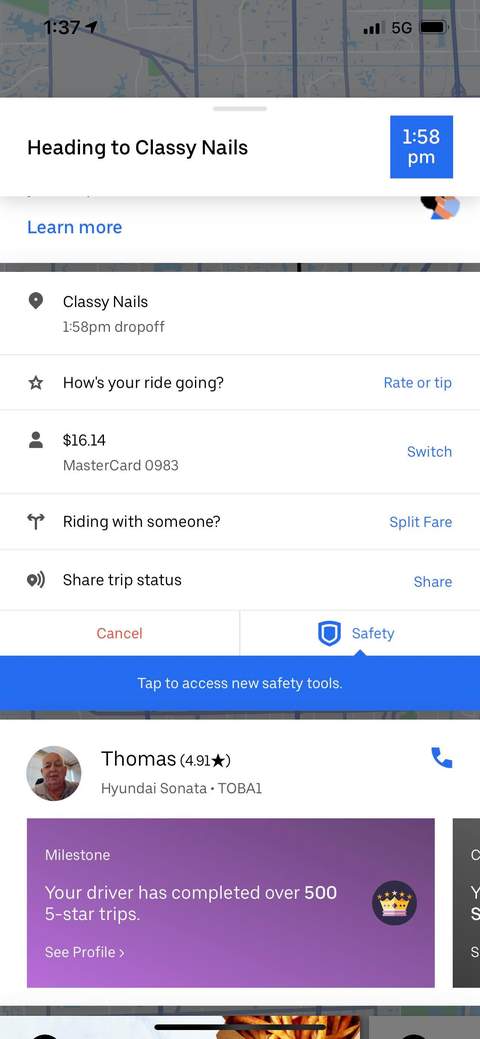 1:37
5G
Heading to Classy Nails
1:58
pm
Learn more
Classy Nails
1:58pm dropoff
How's your ride going?
Rate or tip
$16.14
MasterCard 0983
Switch
Riding with someone?
Split Fare
Share trip status
Share
Cancel
Safety
Tap to access new safety tools.
Thomas (4.91★)
Hyundai Sonata • TOBA1
Milestone
Your driver has completed over 500
5-star trips.
See Profile ›